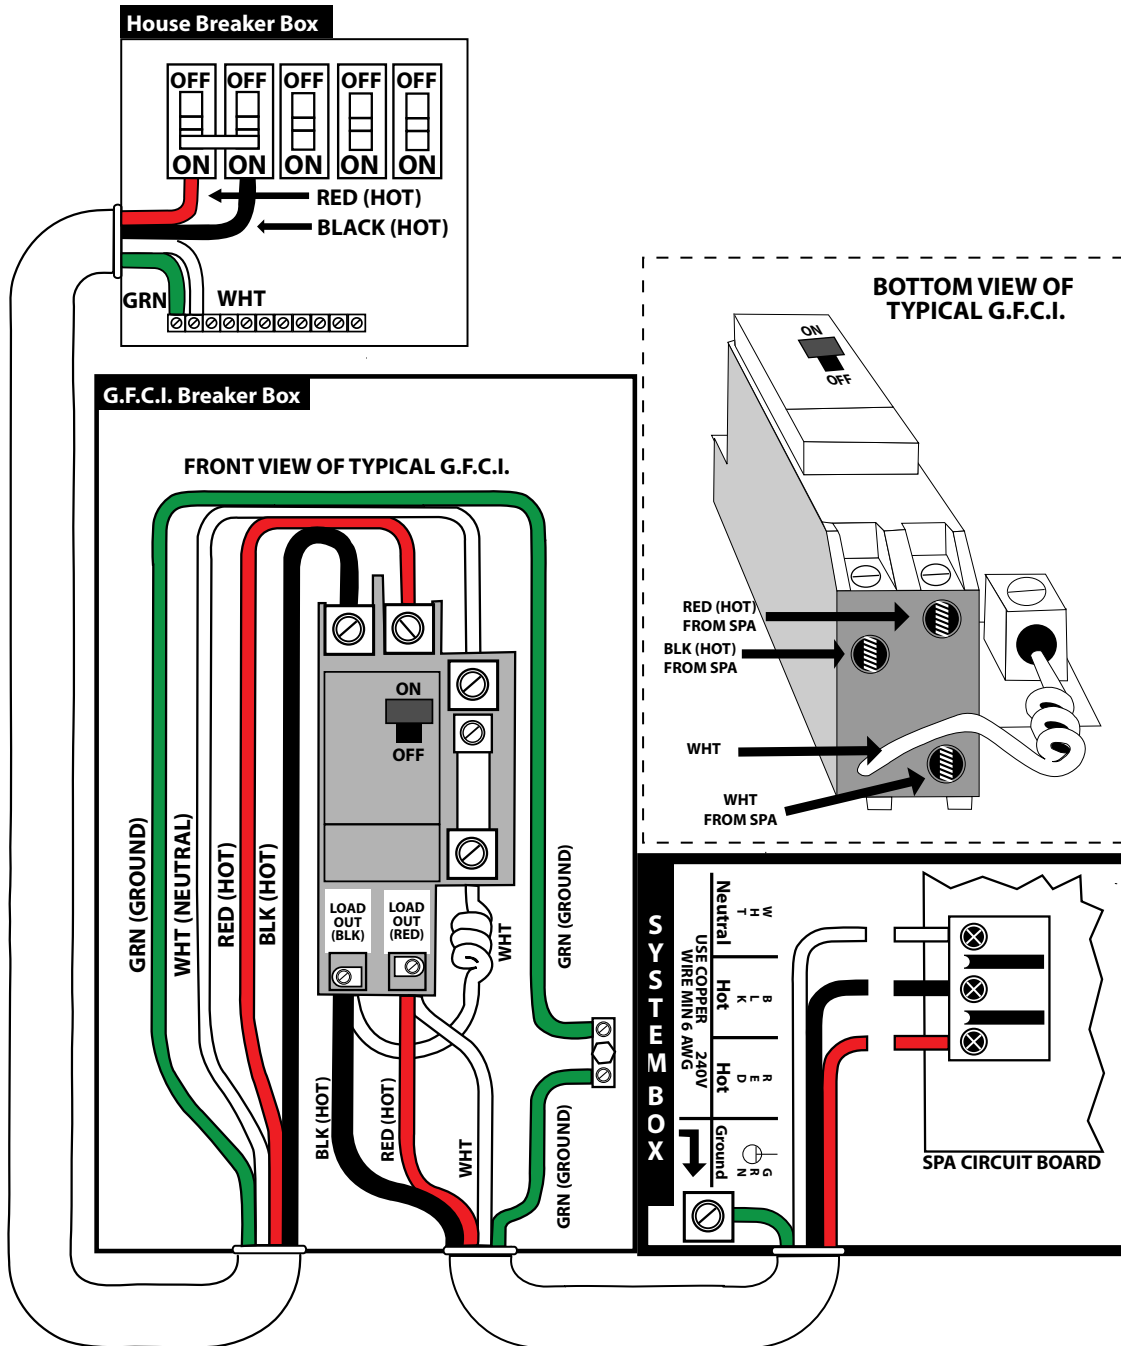 House Breaker Box
OFF OFF OFF OFF OFF
ON ON ON ON ON
RED (HOT)
BLACK (HOT)
GRN
WHT
BOTTOM VIEW OF
TYPICAL G.F.C.I.
ON
OFF
RED (HOT)
FROM SPA
BLK (HOT)
FROM SPA
WHT
WHT
FROM SPA
G.F.C.I. Breaker Box
FRONT VIEW OF TYPICAL G.F.C.I.
ON
OFF
GRN (GROUND)
WHT (NEUTRAL)
RED (HOT)
BLK (HOT)
LOAD
OUT
(BLK)
LOAD
OUT
(RED)
WHT
GRN (GROUND)
BLK (HOT)
RED (HOT)
WHT
GRN (GROUND)
SYSTEM BOX
WHT
Neutral
BLK
Hot
RED
Hot
GRN
Ground
240V
USE COPPER
WIRE MIN 6 AWG
SPA CIRCUIT BOARD